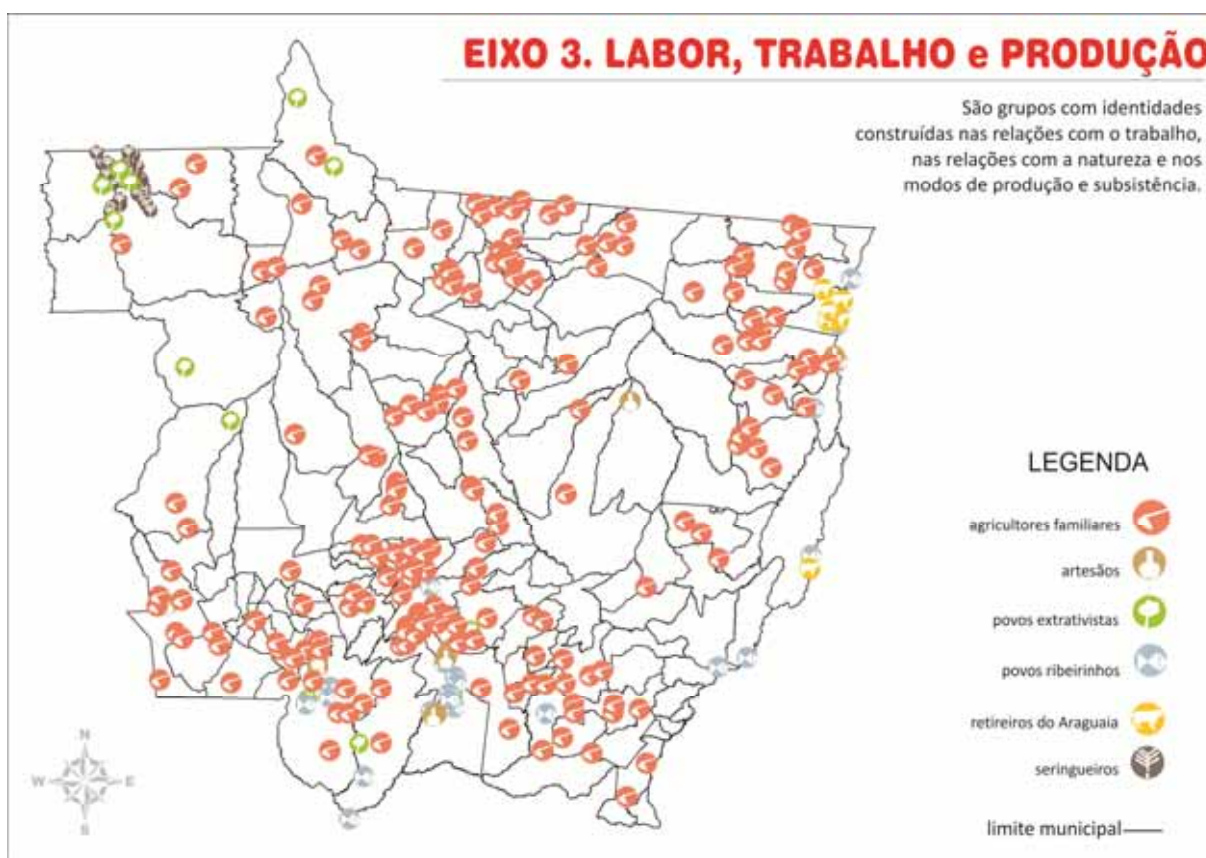 EIXO 3. LABOR, TRABALHO e PRODUÇÃO
São grupos com identidades
construídas nas relações com o trabalho,
nas relações com a natureza e nos
modos de produção e subsistência.
LEGENDA
agricultores familiares
artesãos
povos extrativistas
povos ribeirinhos
retireiros do Araguaia
seringueiros
limite municipal
N
W E
S